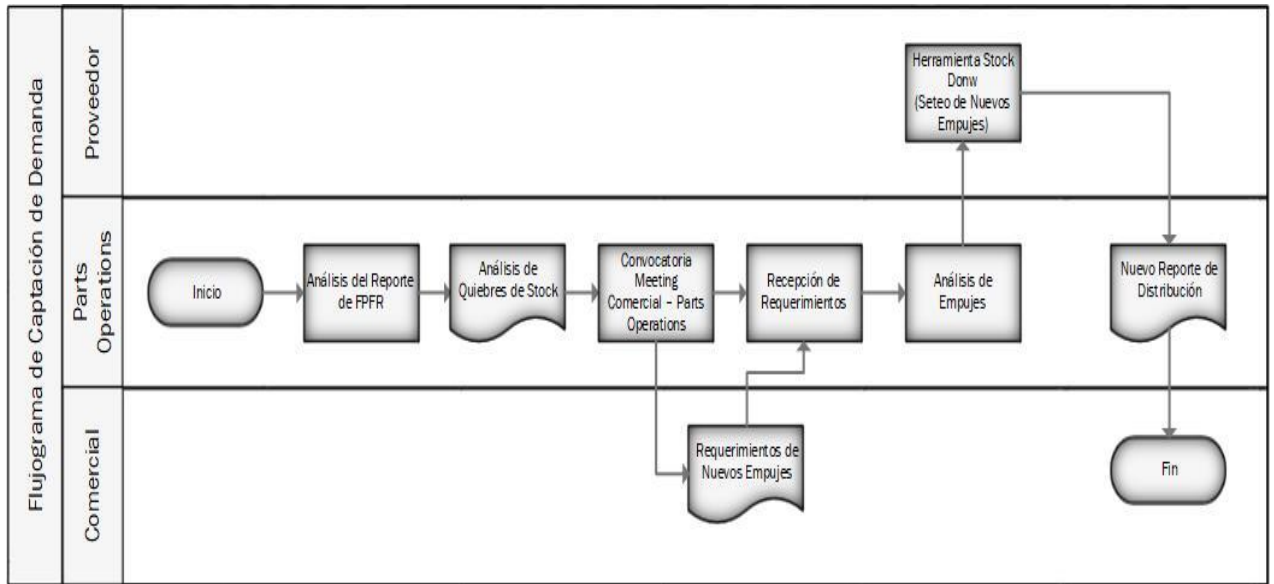 Flujograma de Captación de Demanda
Proveedor
Herramienta Stock
Donw
(Seteo de Nuevos
Empujes)
Parts
Operations
Inicio
Análisis del Reporte
de FPFR
Análisis de
Quiebres de Stock
Convocatoria
Meeting
Comercial – Parts
Operations
Recepción de
Requerimientos
Análisis de
Empujes
Nuevo Reporte de
Distribución
Comercial
Requerimientos de
Nuevos Empujes
Fin